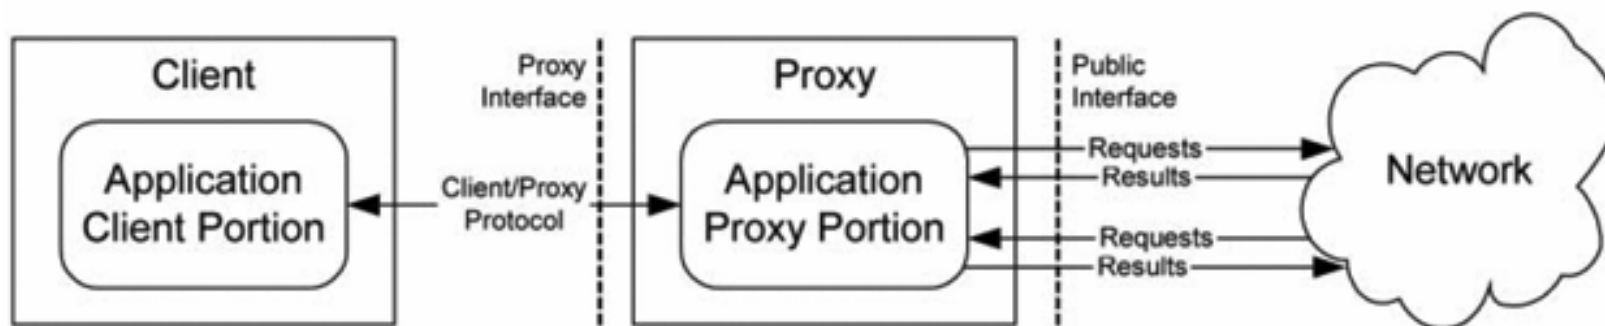 Client
Application
Client Portion
Proxy
Interface
Client/Proxy
Protocol
Proxy
Application
Proxy Portion
Public
Interface
Requests
Results
Requests
Results
Network